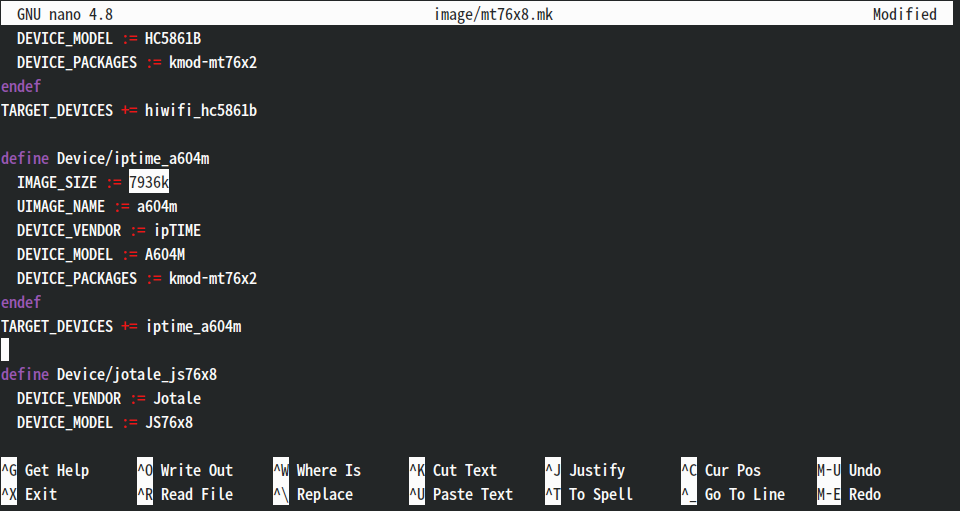 GNU nano 4.8 image/mt76x8.mk Modified
DEVICE_MODEL := HC5861B
DEVICE_PACKAGES := kmod-mt76x2
endef
TARGET_DEVICES += hiwifi_hc5861b
define Device/iptime_a604m
IMAGE_SIZE := 7936k
UIMAGE_NAME := a604m
DEVICE_VENDOR := ipTIME
DEVICE_MODEL := A604M
DEVICE_PACKAGES := kmod-mt76x2
endef
TARGET_DEVICES += iptime_a604m
define Device/jotale_js76x8
DEVICE_VENDOR := Jotale
DEVICE_MODEL := JS76x8
^G Get Help ^O Write Out ^W Where Is ^K Cut Text ^J Justify ^C Cur Pos M-U Undo
^X Exit ^R Read File ^\ Replace ^U Paste Text ^T To Spell ^_ Go To Line M-E Redo